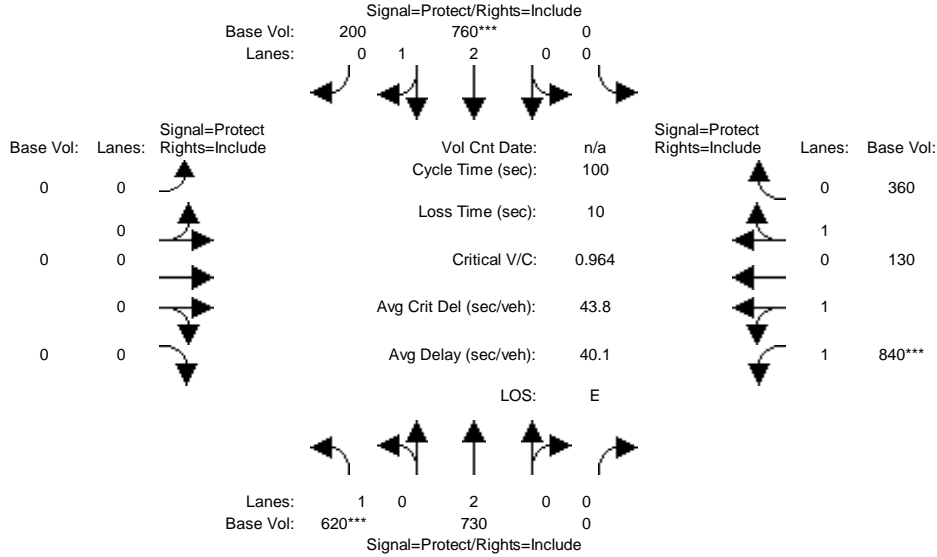 Signal=Protect/Rights=Include
Base Vol: 200 760*** 0
Lanes: 0 1 2 0 0
Signal=Protect Signal=Protect
Base Vol: Lanes: Rights=Include Vol Cnt Date: n/a Rights=Include Lanes: Base Vol:
Cycle Time (sec): 100
0 0 0 360
Loss Time (sec): 10
0 1
0 0 Critical V/C: 0.964 0 130
0 Avg Crit Del (sec/veh): 43.8 1
0 0 Avg Delay (sec/veh): 40.1 1 840***
LOS: E
Lanes: 1 0 2 0 0
Base Vol: 620*** 730 0
Signal=Protect/Rights=Include